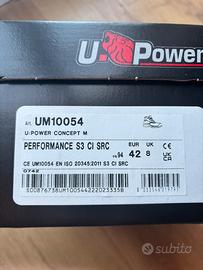 U-Power
Art. UM10054
U-POWER CONCEPT M
PERFORMANCE S3 CI SRC
EUR UK
94 42 8
CE UM10054 EN ISO 20345:2011 S3 CI SRC
0742
subito